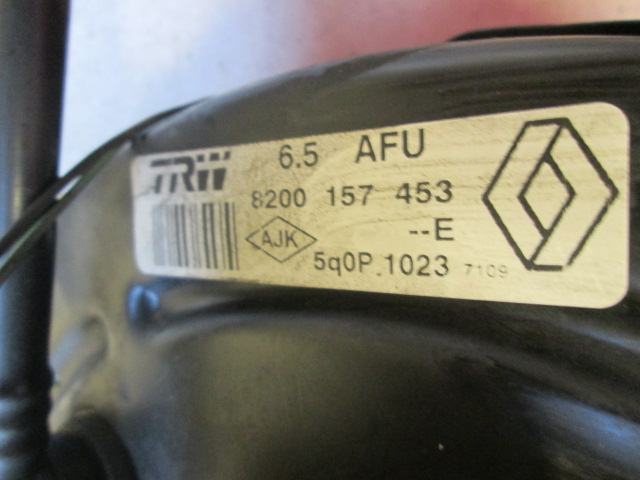 TRW 6.5 AFU
8200 157 453
AJK --E
5q0P.1023 7109